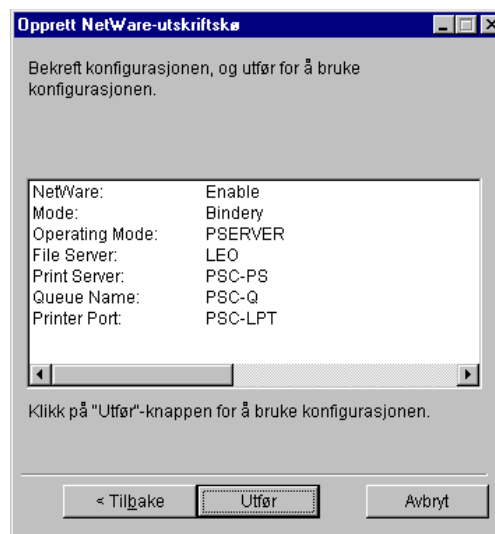 Opprett NetWare-utskriftskø
Bekreft konfigurasjonen, og utfør for å bruke
konfigurasjonen.
NetWare: Enable
Mode: Bindery
Operating Mode: PSERVER
File Server: LEO
Print Server: PSC-PS
Queue Name: PSC-Q
Printer Port: PSC-LPT
Klikk på "Utfør"-knappen for å bruke konfigurasjonen.
< Tilbake Utfør Avbryt